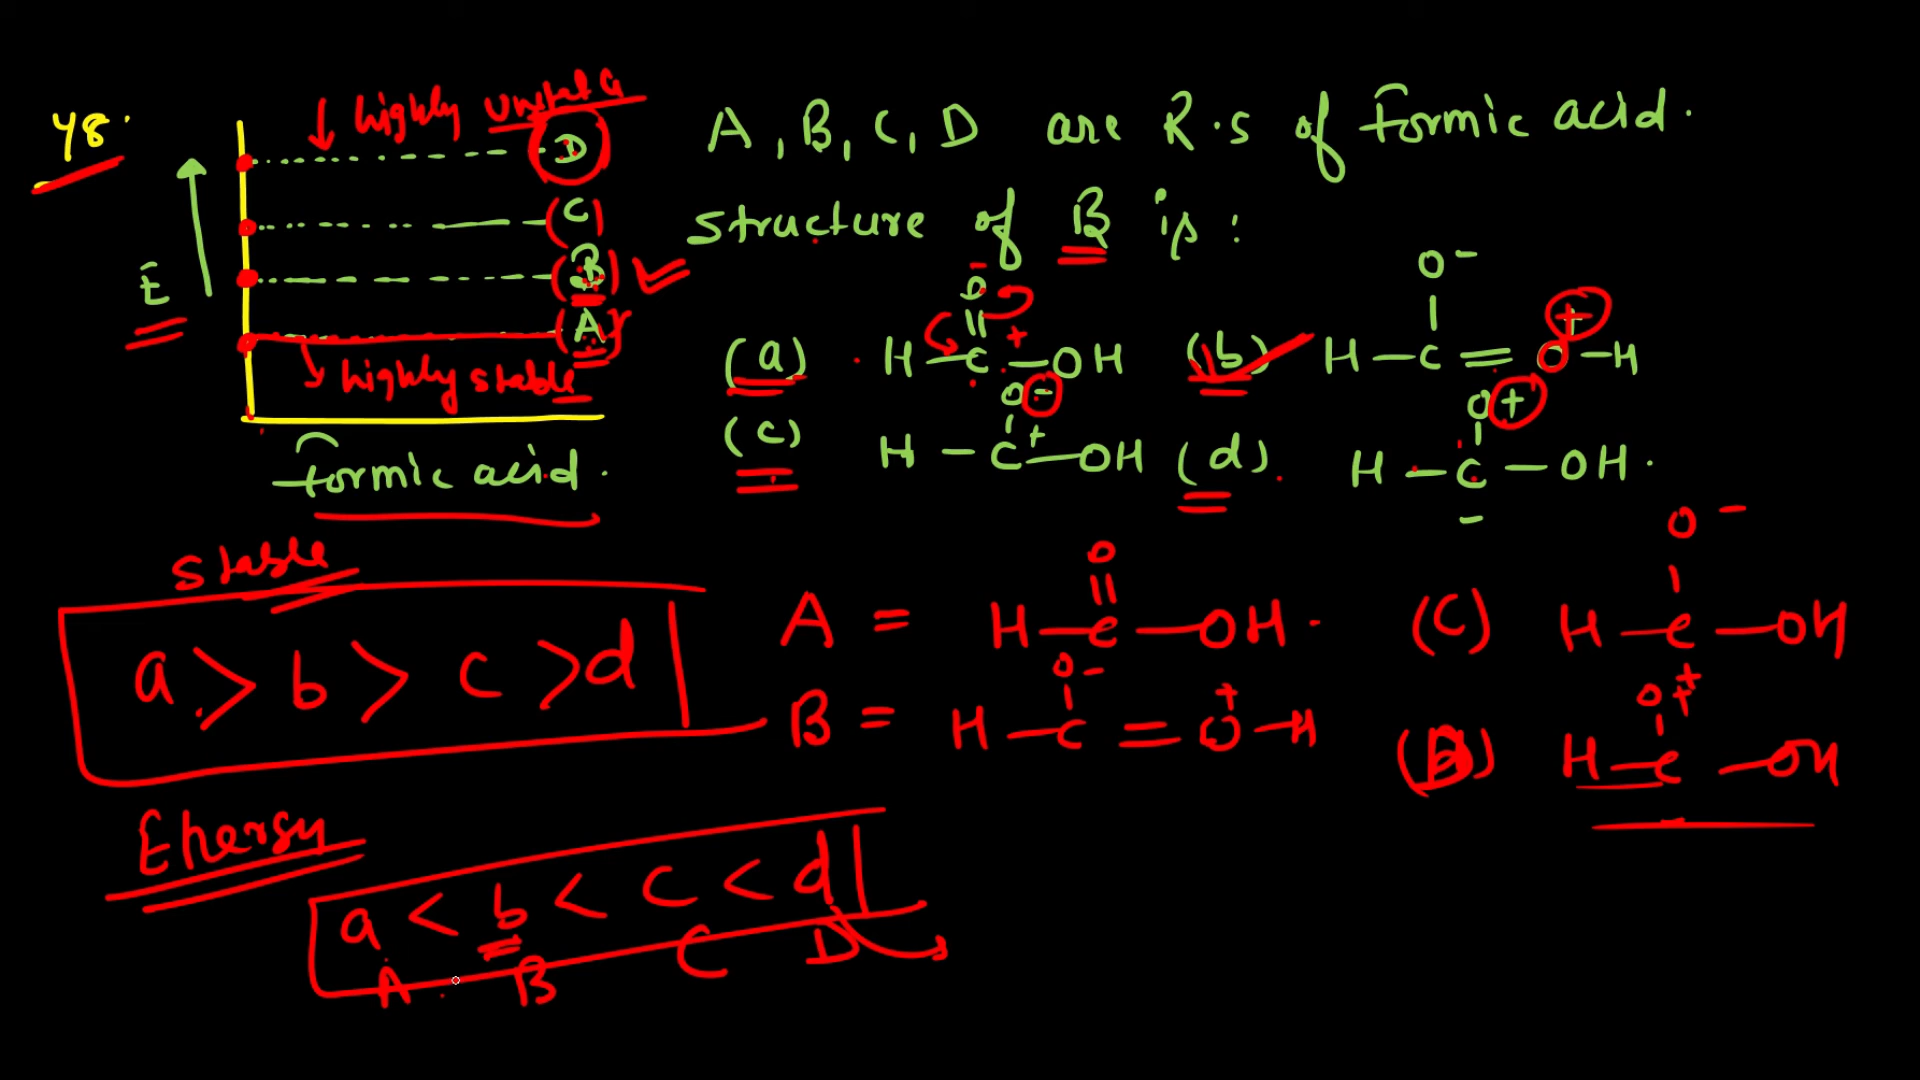 48.
↓ highly
D
C
B
A
E
↓ highly stable
Formic acid.
A, B, C, D are R.s of Formic acid.
structure of B is:
(a) H-C-OH
O
+
(b) H-C=O-H
O-
+
(c) H-C-OH
O-
+
(d). H-C-OH.
O+
-
stable
a > b > c > d
Energy
a < b < c < d
A B C D
A = H-C-OH.
O
B = H-C=O-H
O- +
(C) H-C-OH
O-
+
(D) H-C-OH
O+